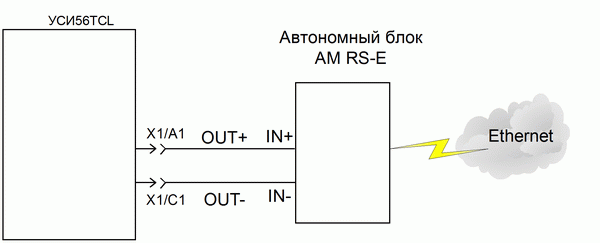 УСИ56TCL
Автономный блок
AM RS-E
X1/A1 OUT+ IN+
Ethernet
X1/C1 OUT- IN-